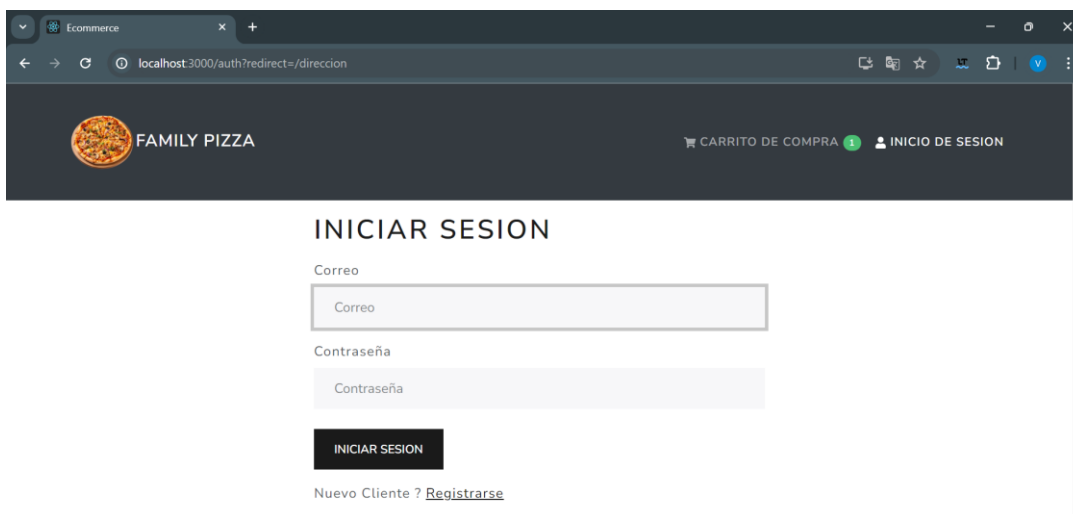 Ecommerce
localhost:3000/auth?redirect=/direccion
LT
V
FAMILY PIZZA
CARRITO DE COMPRA 1 INICIO DE SESION
INICIAR SESION
Correo
Correo
Contraseña
Contraseña
INICIAR SESION
Nuevo Cliente ? Registrarse